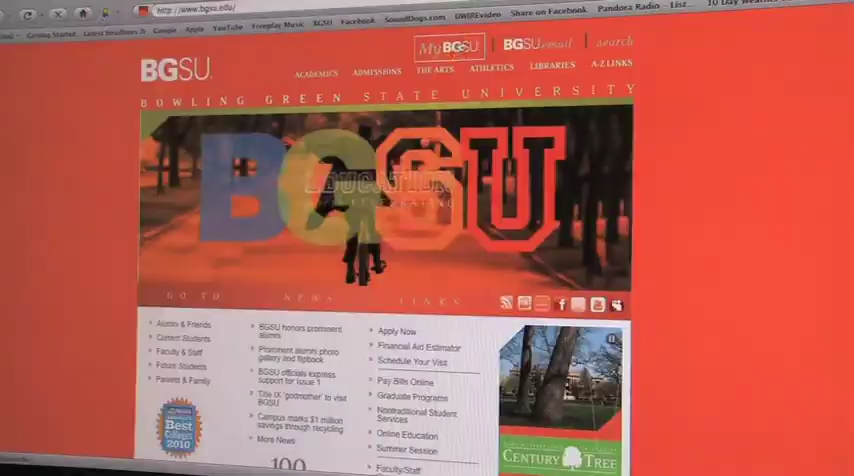 http://www.bgsu.edu/
Getting Started Latest Headlines Google Apple YouTube Freeplay Music BGSU Facebook SoundDogs.com UWIREvideo Share on Facebook Pandora Radio – List...
MyBGSU BGSU email search
BGSU
ACADEMICS ADMISSIONS THE ARTS ATHLETICS LIBRARIES A-Z LINKS
BOWLING GREEN STATE UNIVERSITY
BGSU
EDUCATION
CELEBRATING
GO TO NEWS LINKS
Alumni & Friends
Current Students
Faculty & Staff
Future Students
Parents & Family
Best
Colleges
2010
BGSU honors prominent
alumni
Prominent alumni photo
gallery and flipbook
BGSU officials express
support for Issue 1
Title IX 'godmother' to visit
BGSU
Campus marks $1 million
savings through recycling
More News
100
Apply Now
Financial Aid Estimator
Schedule Your Visit
Pay Bills Online
Graduate Programs
Nontraditional Student
Services
Online Education
Summer Session
Faculty/Staff
CENTURY TREE